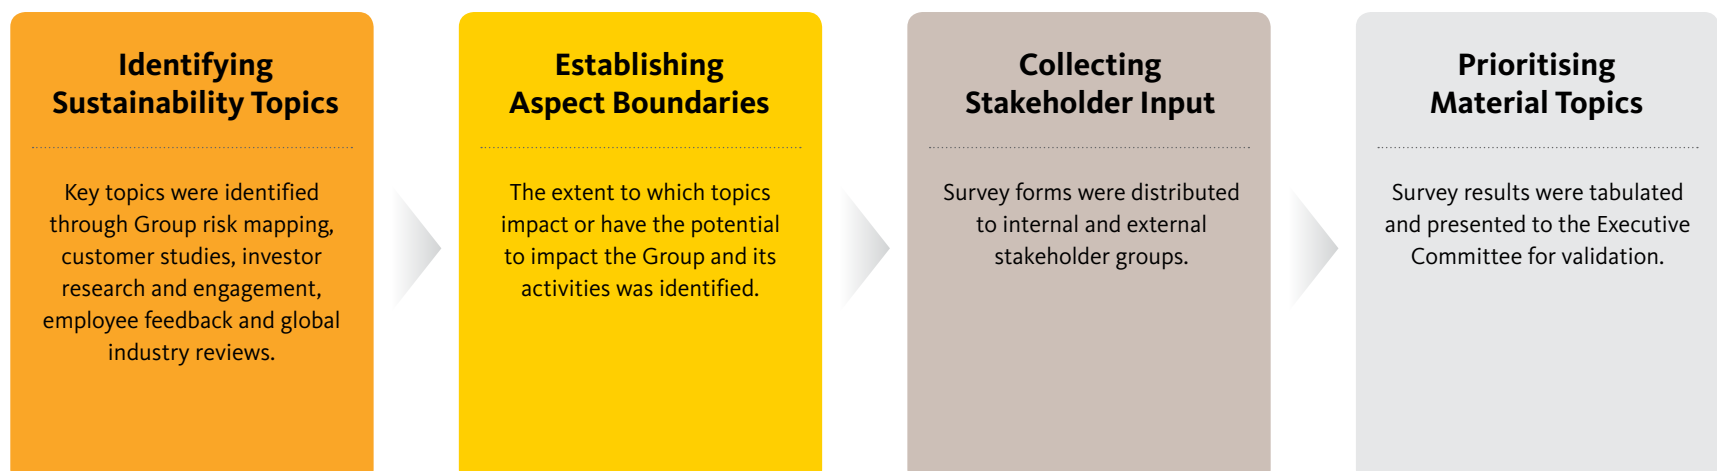 Identifying
Sustainability Topics
Key topics were identified
through Group risk mapping,
customer studies, investor
research and engagement,
employee feedback and global
industry reviews.
Establishing
Aspect Boundaries
The extent to which topics
impact or have the potential
to impact the Group and its
activities was identified.
Collecting
Stakeholder Input
Survey forms were distributed
to internal and external
stakeholder groups.
Prioritising
Material Topics
Survey results were tabulated
and presented to the Executive
Committee for validation.